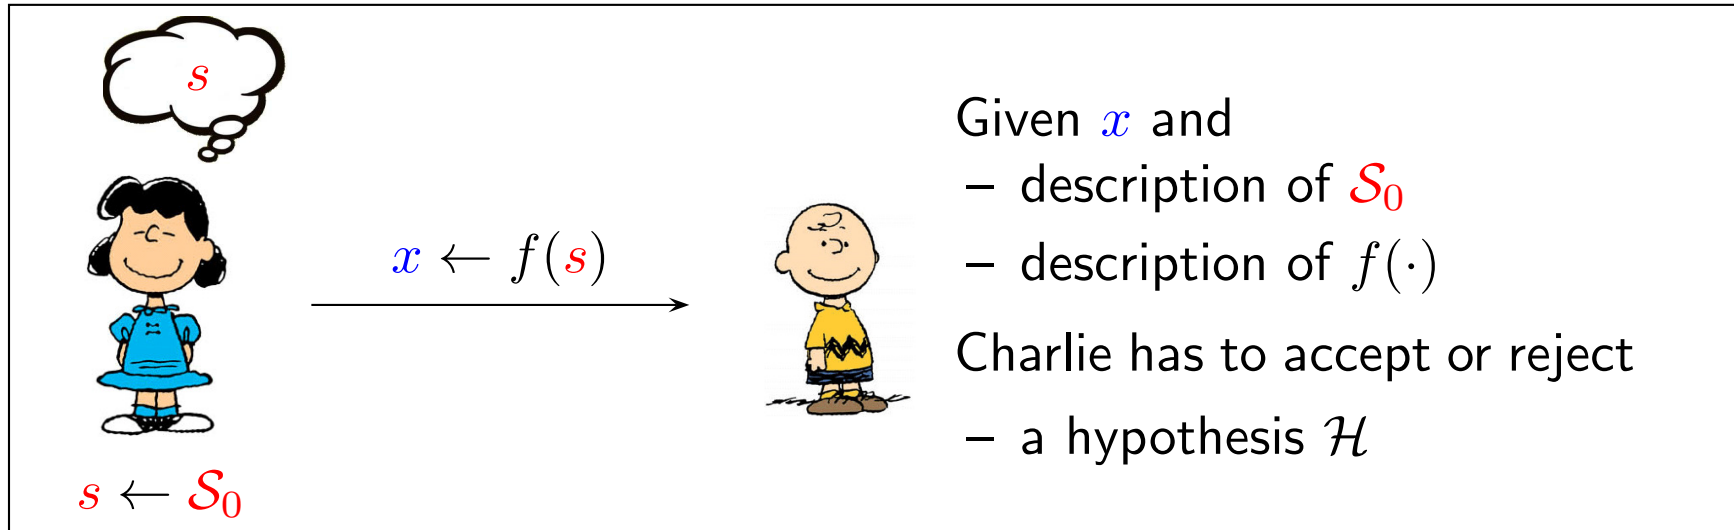 s
x ← f(s)
s ← 𝒮₀
Given x and
– description of 𝒮₀
– description of f(·)
Charlie has to accept or reject
– a hypothesis ℋ